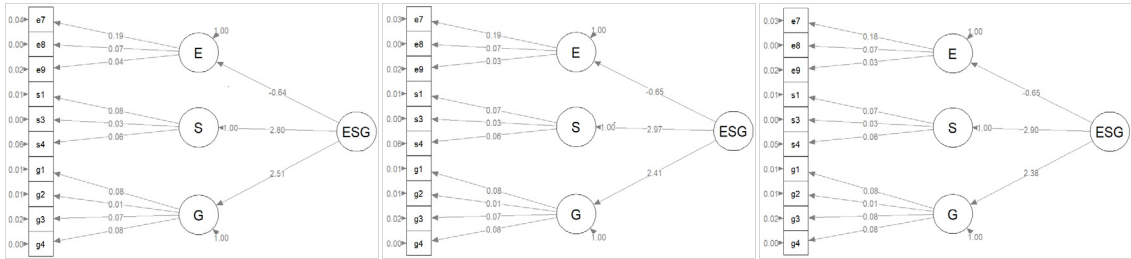 0.04 e7
0.00 e8
0.02 e9
0.01 s1
0.00 s3
0.06 s4
0.01 g1
0.01 g2
0.02 g3
0.00 g4
0.19
0.07
0.04
0.08
0.03
0.06
0.08
0.01
0.07
0.08
1.00
E
S
1.00
G
1.00
-0.64
2.80
2.51
ESG
0.03 e7
0.00 e8
0.02 e9
0.01 s1
0.00 s3
0.06 s4
0.01 g1
0.01 g2
0.02 g3
0.00 g4
0.19
0.07
0.03
0.07
0.03
0.06
0.08
0.01
0.07
0.08
1.00
E
S
1.00
G
1.00
-0.65
2.97
2.41
ESG
0.03 e7
0.00 e8
0.02 e9
0.01 s1
0.00 s3
0.05 s4
0.01 g1
0.01 g2
0.02 g3
0.00 g4
0.18
0.07
0.03
0.07
0.03
0.06
0.08
0.01
0.08
0.08
1.00
E
S
1.00
G
1.00
-0.65
2.90
2.38
ESG